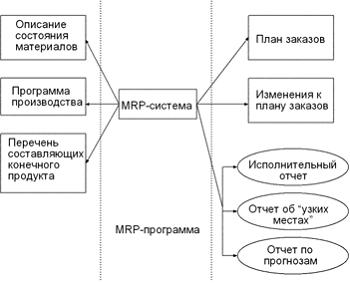 Описание
состояния
материалов
Программа
производства
Перечень
составляющих
конечного
продукта
MRP-система
MRP-программа
План заказов
Изменения к
плану заказов
Исполнительный
отчет
Отчет об “узких
местах”
Отчет по
прогнозам